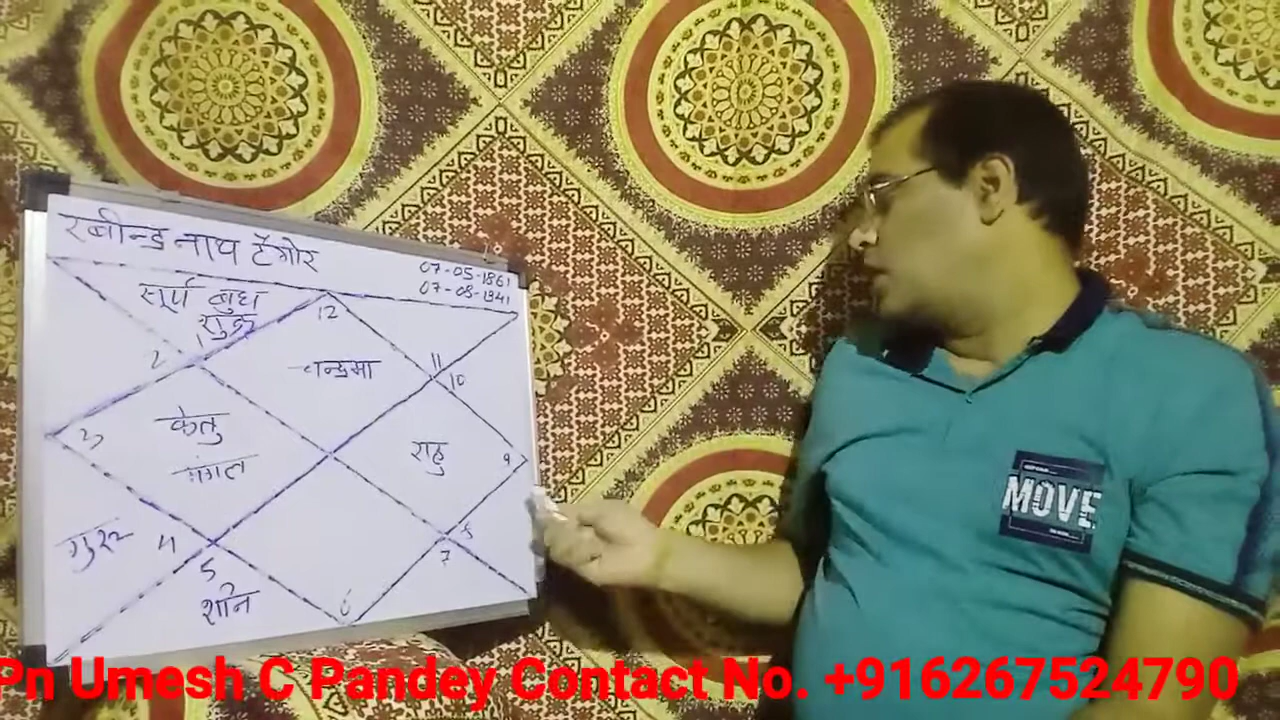 रबीन्द्र नाथ टैगोर
07-05-1861
07-08-1941
सूर्य बुध
शुक्र
12
2 1
11
चन्द्रमा
10
3
केतु
राहु
9
मंगल
गुरु 4
8
5
7
शनि
6
MOVE
Pn Umesh C Pandey Contact No. +916267524790